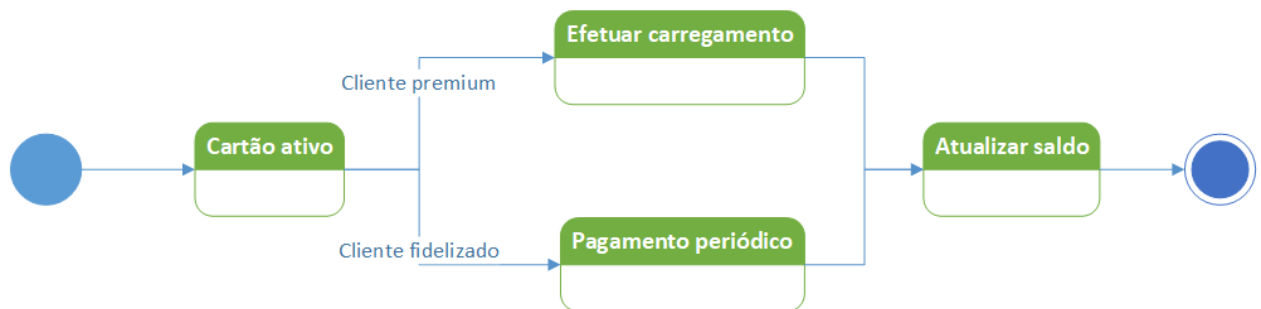 Efetuar carregamento
Cliente premium
Cartão ativo
Atualizar saldo
Cliente fidelizado
Pagamento periódico